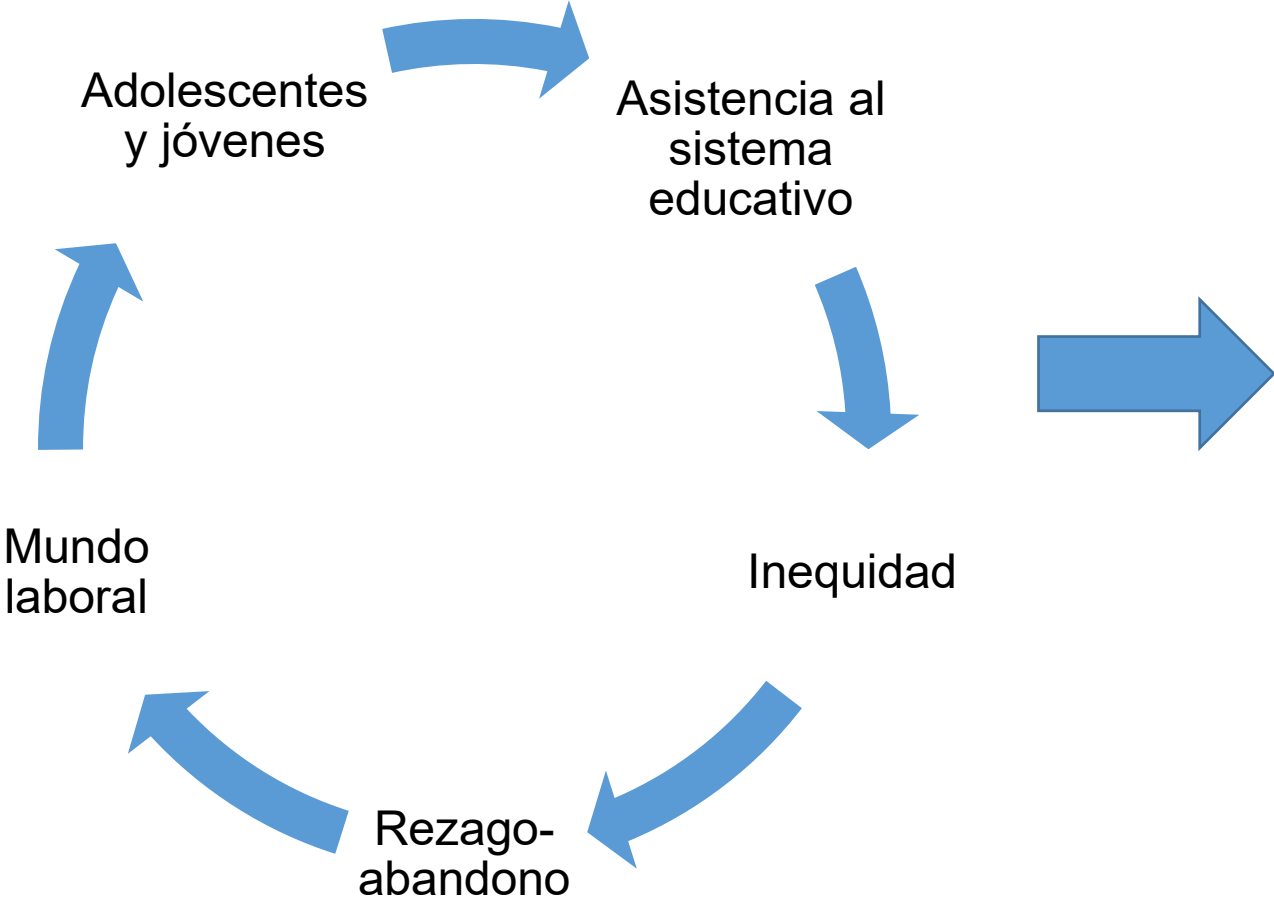 Adolescentes
y jóvenes
Asistencia al
sistema
educativo
Inequidad
Rezago-
abandono
Mundo
laboral